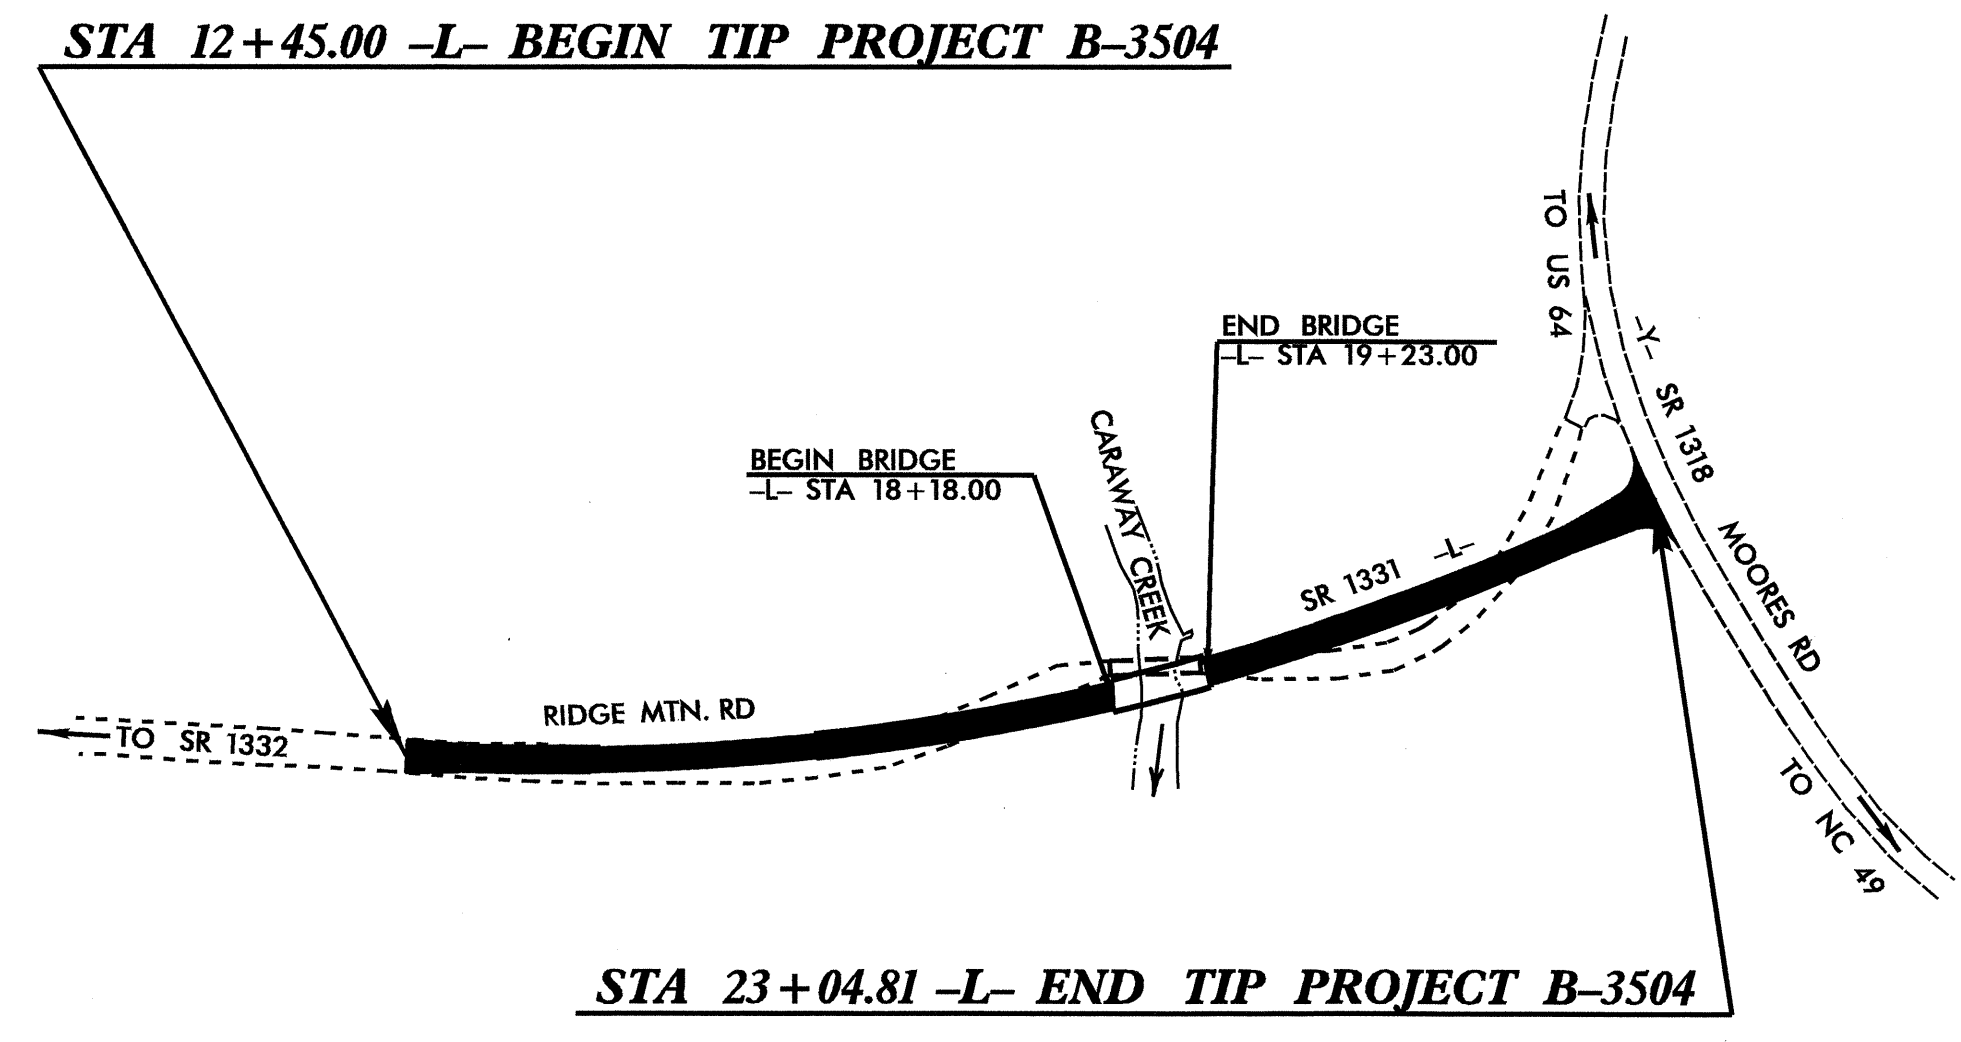 STA 12+45.00 –L– BEGIN TIP PROJECT B–3504
TO US 64
END BRIDGE
–L– STA 19+23.00
–Y– SR 1318
BEGIN BRIDGE
–L– STA 18+18.00
CARAWAY CREEK
SR 1331 –L–
MOORES RD
RIDGE MTN. RD
TO SR 1332
TO NC 49
STA 23+04.81 –L– END TIP PROJECT B–3504